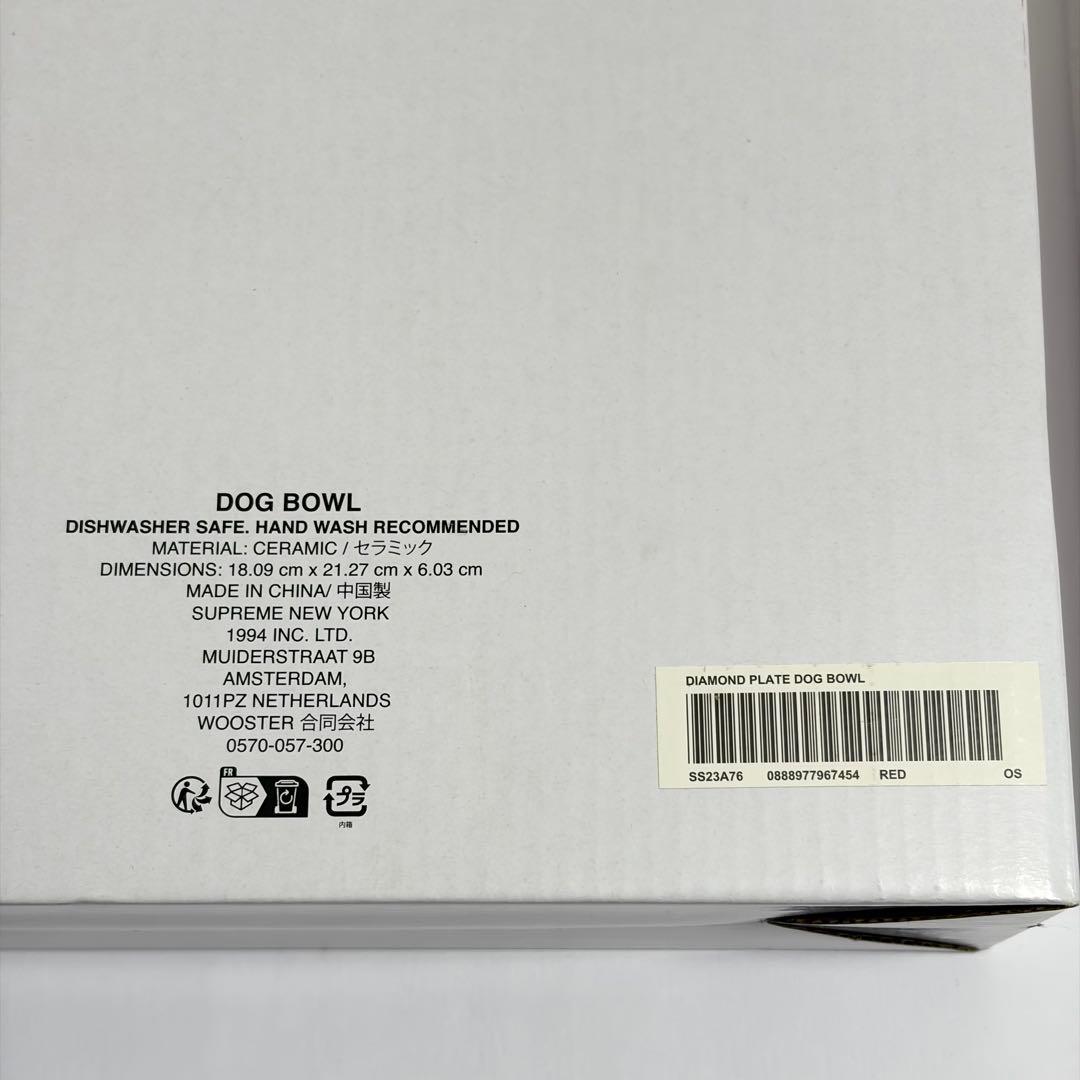 DOG BOWL
DISHWASHER SAFE. HAND WASH RECOMMENDED
MATERIAL: CERAMIC / セラミック
DIMENSIONS: 18.09 cm x 21.27 cm x 6.03 cm
MADE IN CHINA/ 中国製
SUPREME NEW YORK
1994 INC. LTD.
MUIDERSTRAAT 9B
AMSTERDAM,
1011PZ NETHERLANDS
WOOSTER 合同会社
0570-057-300
FR
プラ
内箱
DIAMOND PLATE DOG BOWL
SS23A76 0888977967454 RED OS